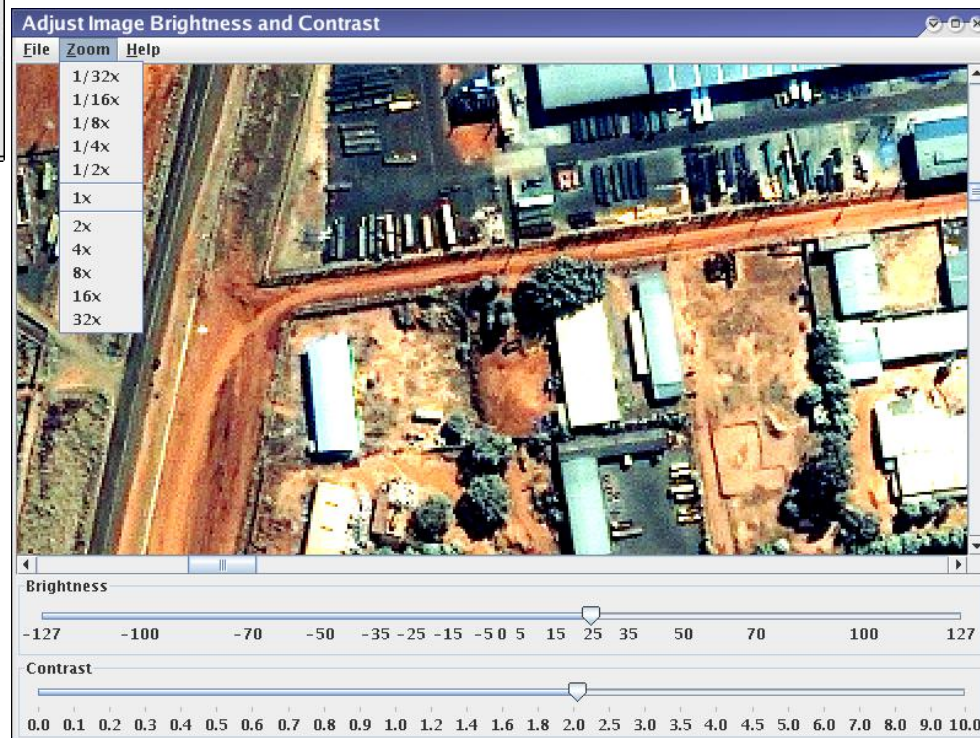 Adjust Image Brightness and Contrast
File Zoom Help
1/32x
1/16x
1/8x
1/4x
1/2x
1x
2x
4x
8x
16x
32x
Brightness
-127 -100 -70 -50 -35 -25 -15 -5 0 5 15 25 35 50 70 100 127
Contrast
0.0 0.1 0.2 0.3 0.4 0.5 0.6 0.7 0.8 0.9 1.0 1.2 1.4 1.6 1.8 2.0 2.5 3.0 3.5 4.0 4.5 5.0 6.0 7.0 8.0 9.0 10.0